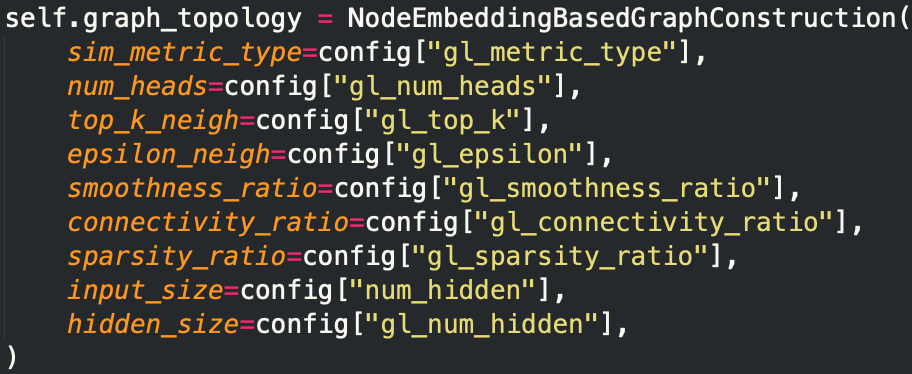 self.graph_topology = NodeEmbeddingBasedGraphConstruction(
    sim_metric_type=config["gl_metric_type"],
    num_heads=config["gl_num_heads"],
    top_k_neigh=config["gl_top_k"],
    epsilon_neigh=config["gl_epsilon"],
    smoothness_ratio=config["gl_smoothness_ratio"],
    connectivity_ratio=config["gl_connectivity_ratio"],
    sparsity_ratio=config["gl_sparsity_ratio"],
    input_size=config["num_hidden"],
    hidden_size=config["gl_num_hidden"],
)